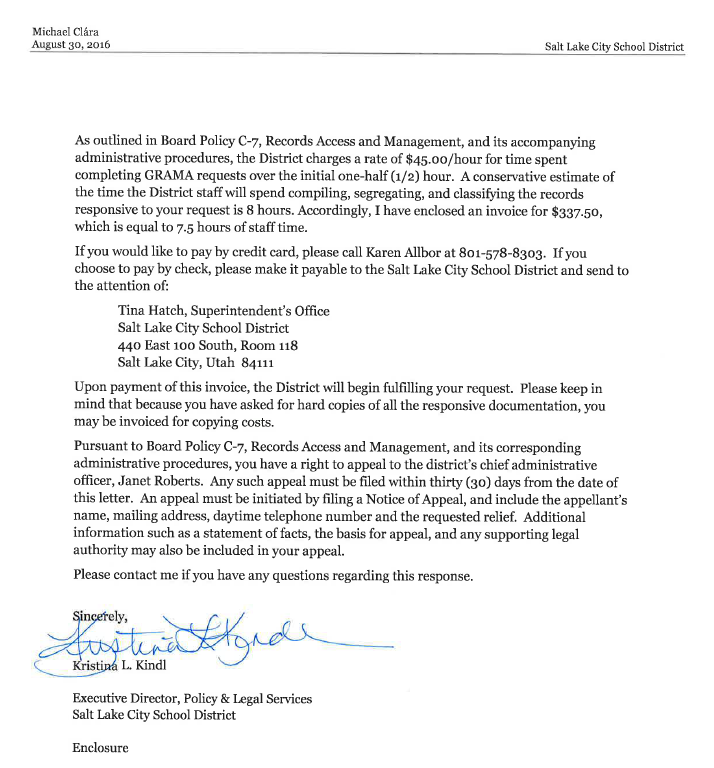 Michael Clára
August 30, 2016
Salt Lake City School District
As outlined in Board Policy C-7, Records Access and Management, and its accompanying
administrative procedures, the District charges a rate of $45.00/hour for time spent
completing GRAMA requests over the initial one-half (1/2) hour.  A conservative estimate of
the time the District staff will spend compiling, segregating, and classifying the records
responsive to your request is 8 hours. Accordingly, I have enclosed an invoice for $337.50,
which is equal to 7.5 hours of staff time.
If you would like to pay by credit card, please call Karen Allbor at 801-578-8303.  If you
choose to pay by check, please make it payable to the Salt Lake City School District and send to
the attention of:
Tina Hatch, Superintendent's Office
Salt Lake City School District
440 East 100 South, Room 118
Salt Lake City, Utah  84111
Upon payment of this invoice, the District will begin fulfilling your request.  Please keep in
mind that because you have asked for hard copies of all the responsive documentation, you
may be invoiced for copying costs.
Pursuant to Board Policy C-7, Records Access and Management, and its corresponding
administrative procedures, you have a right to appeal to the district's chief administrative
officer, Janet Roberts.  Any such appeal must be filed within thirty (30) days from the date of
this letter.  An appeal must be initiated by filing a Notice of Appeal, and include the appellant's
name, mailing address, daytime telephone number and the requested relief.  Additional
information such as a statement of facts, the basis for appeal, and any supporting legal
authority may also be included in your appeal.
Please contact me if you have any questions regarding this response.
Sincerely,
Kristina L Kindl
Kristina L. Kindl
Executive Director, Policy & Legal Services
Salt Lake City School District
Enclosure